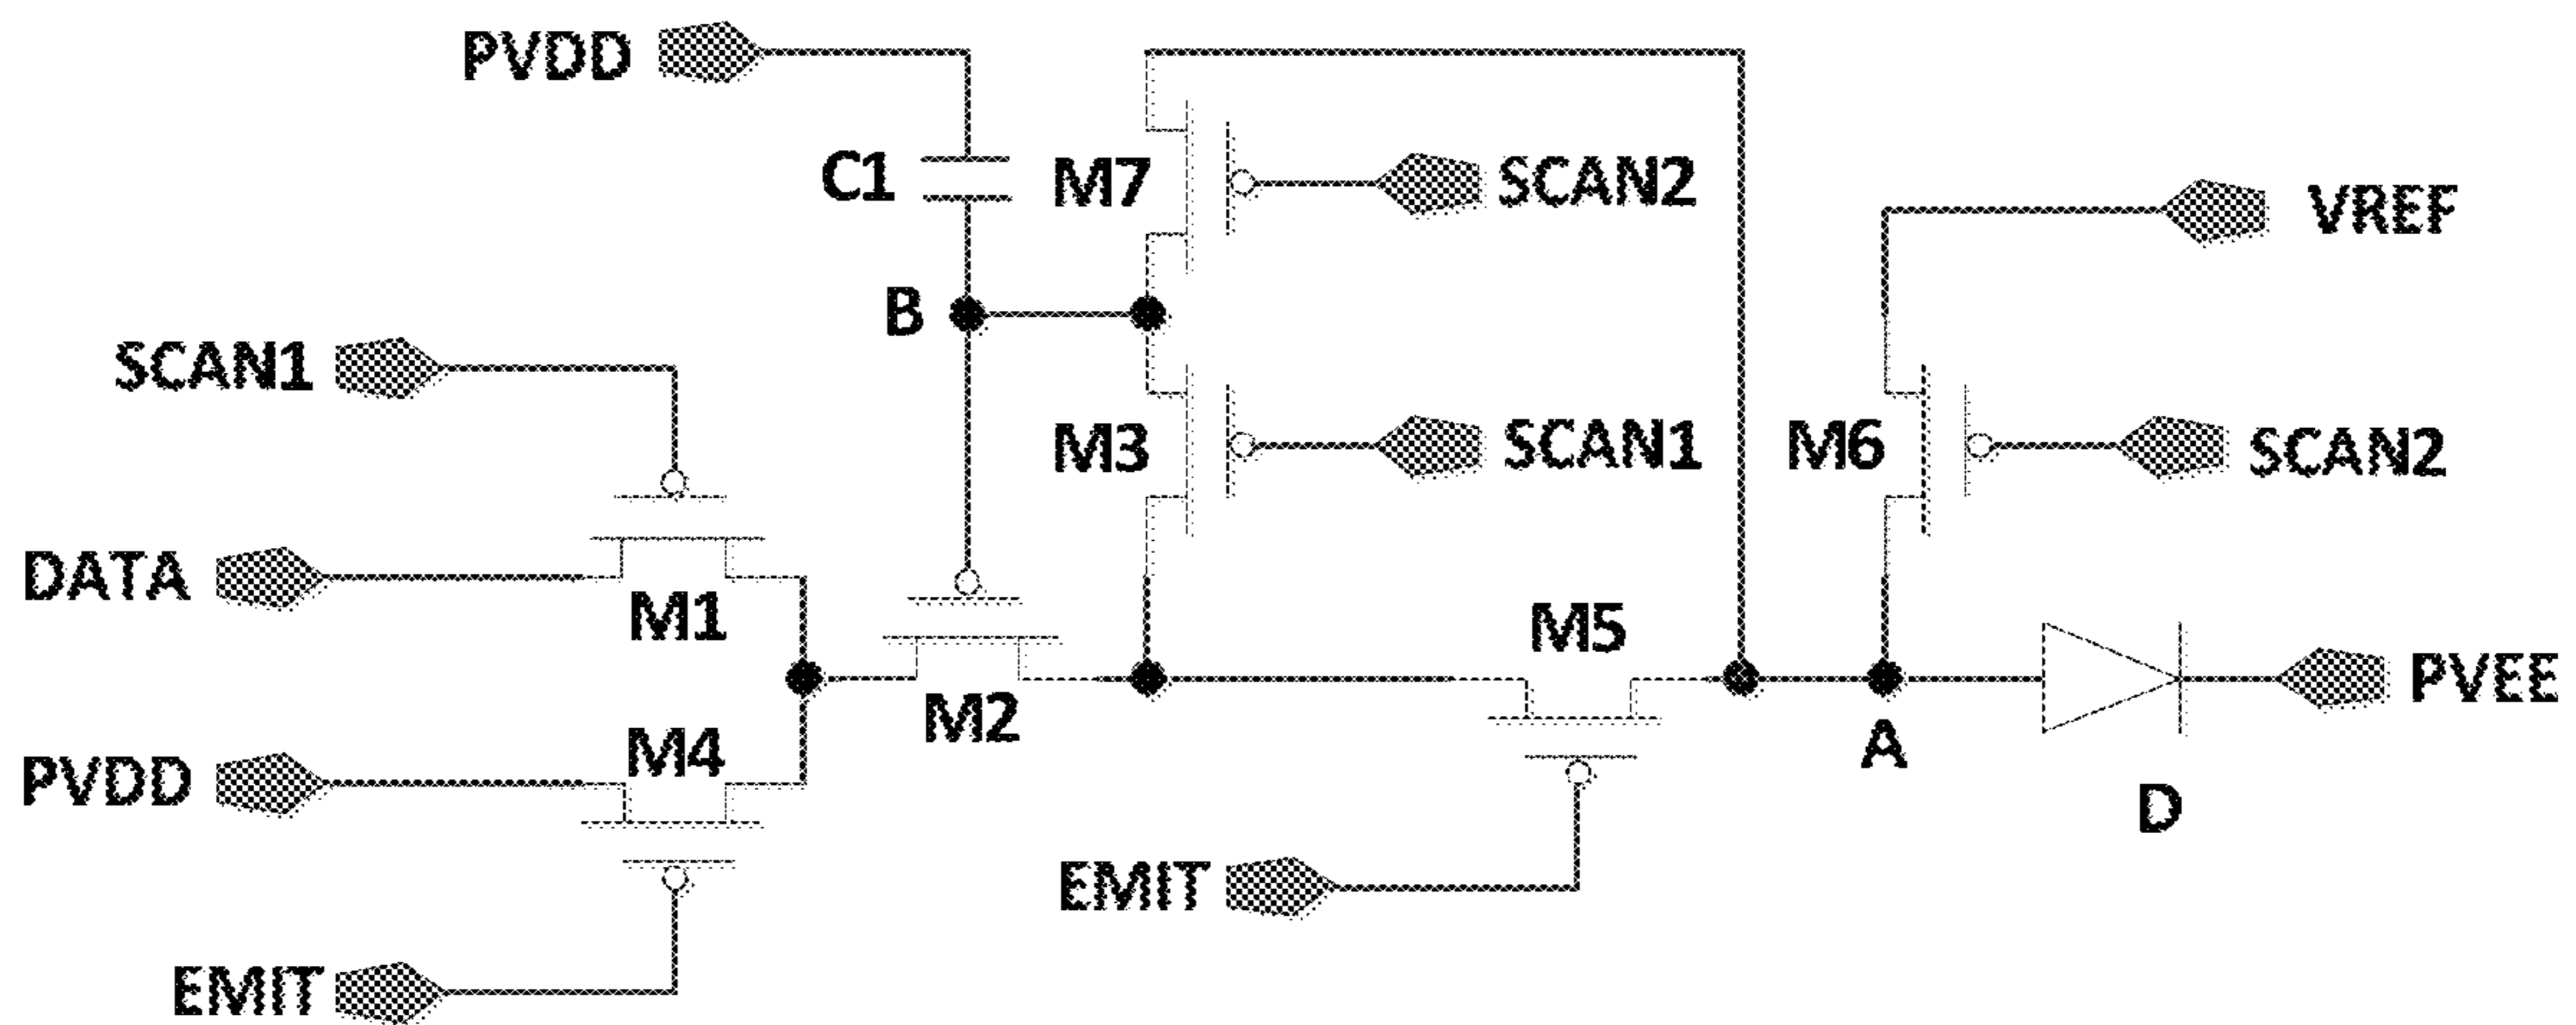 PVDD
C1
M7
SCAN2
VREF
B
SCAN1
M3
SCAN1
M6
SCAN2
DATA
M1
M5
M2
PVEE
A
M4
PVDD
D
EMIT
EMIT